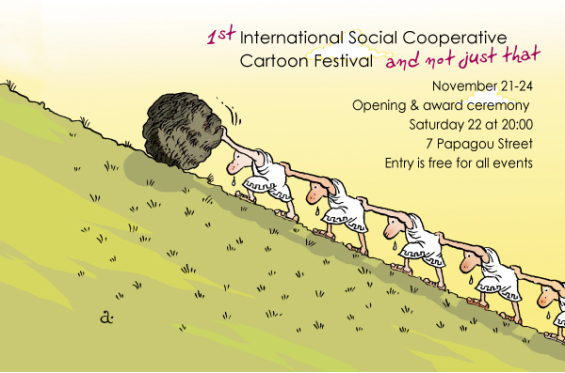 1st International Social Cooperative
Cartoon Festival and not just that
November 21-24
Opening & award ceremony
Saturday 22 at 20:00
7 Papagou Street
Entry is free for all events
a: